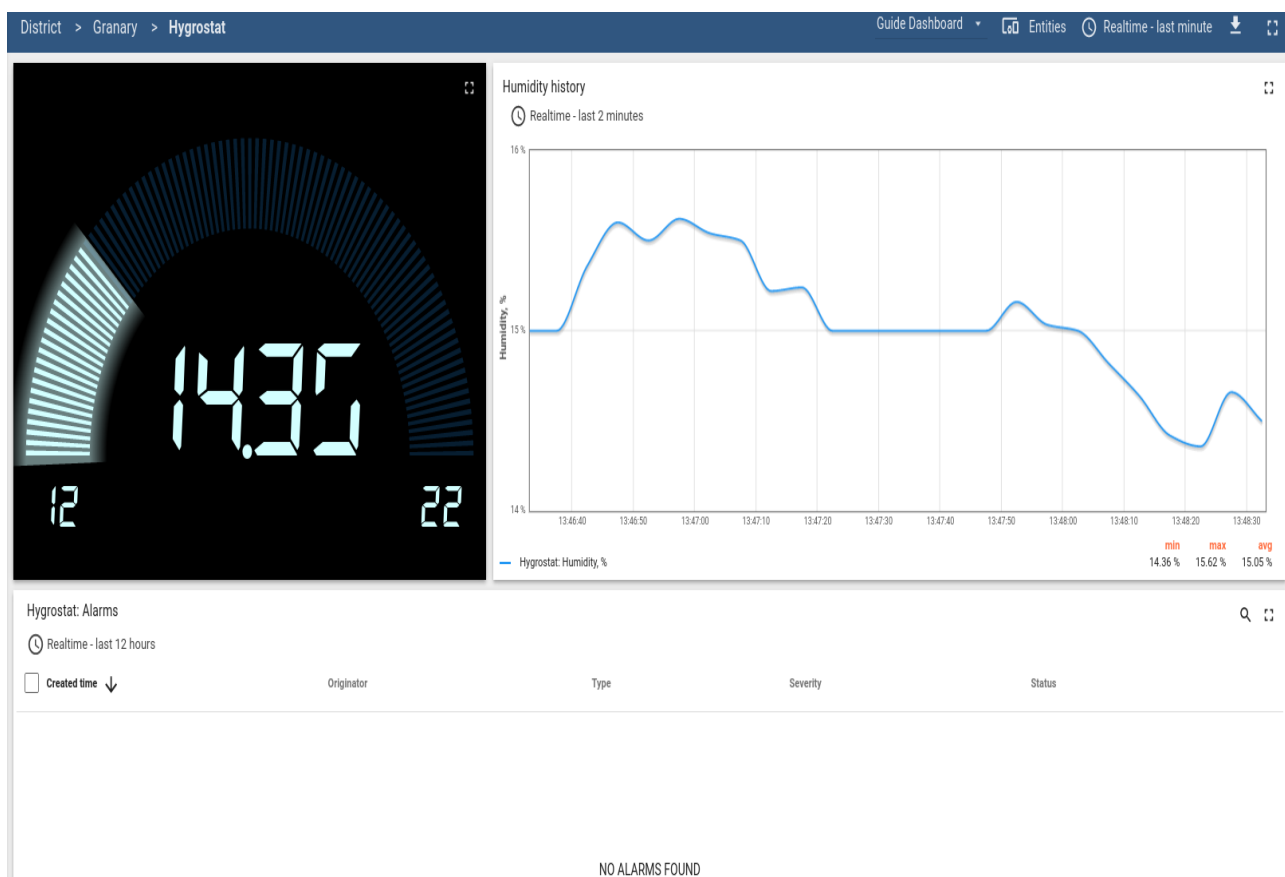 District > Granary > Hygrostat
Guide Dashboard Entities Realtime - last minute
14.35
12 22
Humidity history
Realtime - last 2 minutes
16 %
15 %
14 %
Humidity, %
13:46:40 13:46:50 13:47:00 13:47:10 13:47:20 13:47:30 13:47:40 13:47:50 13:48:00 13:48:10 13:48:20 13:48:30
min max avg
Hygrostat: Humidity, % 14.36 % 15.62 % 15.05 %
Hygrostat: Alarms
Realtime - last 12 hours
Created time Originator Type Severity Status
NO ALARMS FOUND